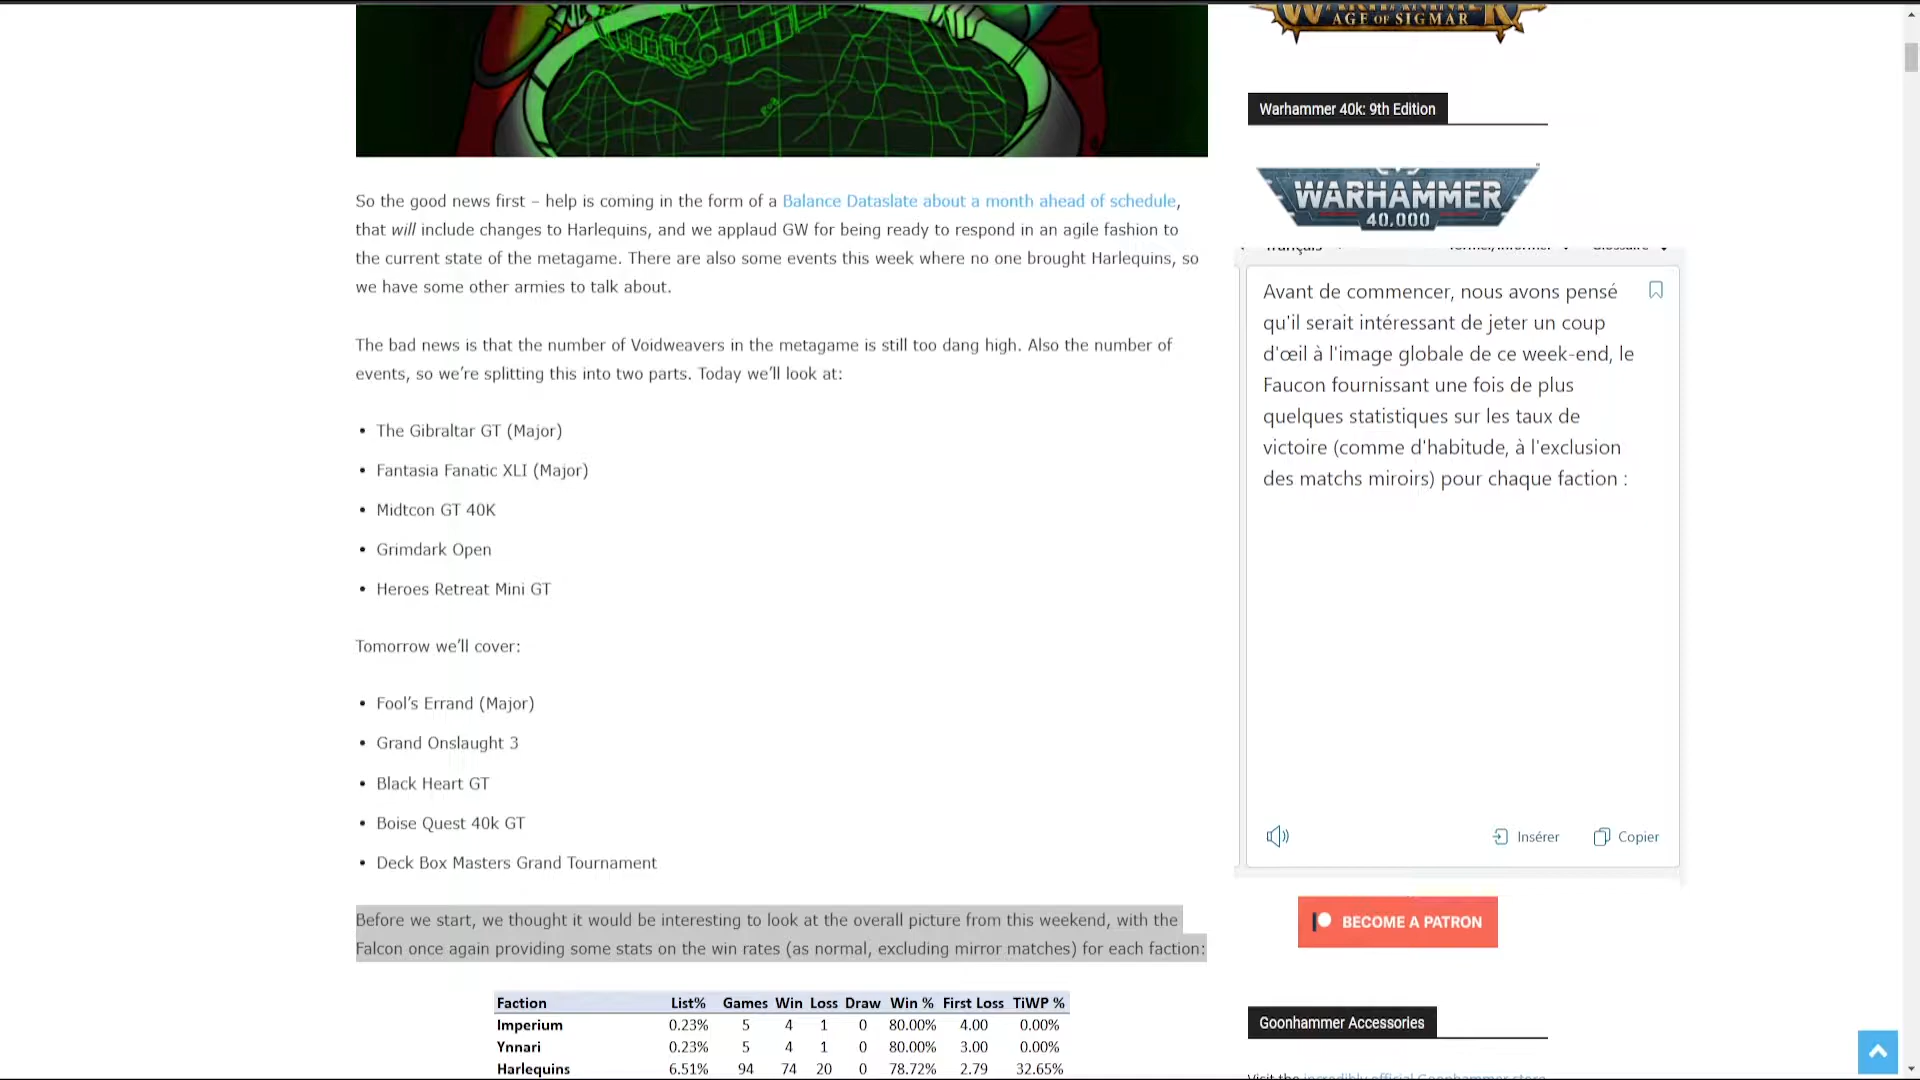 AGE OF SIGMAR
Warhammer 40k: 9th Edition
WARHAMMER
40,000
So the good news first – help is coming in the form of a Balance Dataslate about a month ahead of schedule,
that will include changes to Harlequins, and we applaud GW for being ready to respond in an agile fashion to
the current state of the metagame. There are also some events this week where no one brought Harlequins, so
we have some other armies to talk about.
The bad news is that the number of Voidweavers in the metagame is still too dang high. Also the number of
events, so we’re splitting this into two parts. Today we’ll look at:
• The Gibraltar GT (Major)
• Fantasia Fanatic XLI (Major)
• Midtcon GT 40K
• Grimdark Open
• Heroes Retreat Mini GT
Tomorrow we’ll cover:
• Fool’s Errand (Major)
• Grand Onslaught 3
• Black Heart GT
• Boise Quest 40k GT
• Deck Box Masters Grand Tournament
Before we start, we thought it would be interesting to look at the overall picture from this weekend, with the
Falcon once again providing some stats on the win rates (as normal, excluding mirror matches) for each faction:
Faction List% Games Win Loss Draw Win % First Loss TiWP %
Imperium 0.23% 5 4 1 0 80.00% 4.00 0.00%
Ynnari 0.23% 5 4 1 0 80.00% 3.00 0.00%
Harlequins 6.51% 94 74 20 0 78.72% 2.79 32.65%
français
Glossaire
Avant de commencer, nous avons pensé
qu'il serait intéressant de jeter un coup
d'œil à l'image globale de ce week-end, le
Faucon fournissant une fois de plus
quelques statistiques sur les taux de
victoire (comme d'habitude, à l'exclusion
des matchs miroirs) pour chaque faction :
Insérer Copier
BECOME A PATRON
Goonhammer Accessories
Visit the incredibly official Goonhammer store